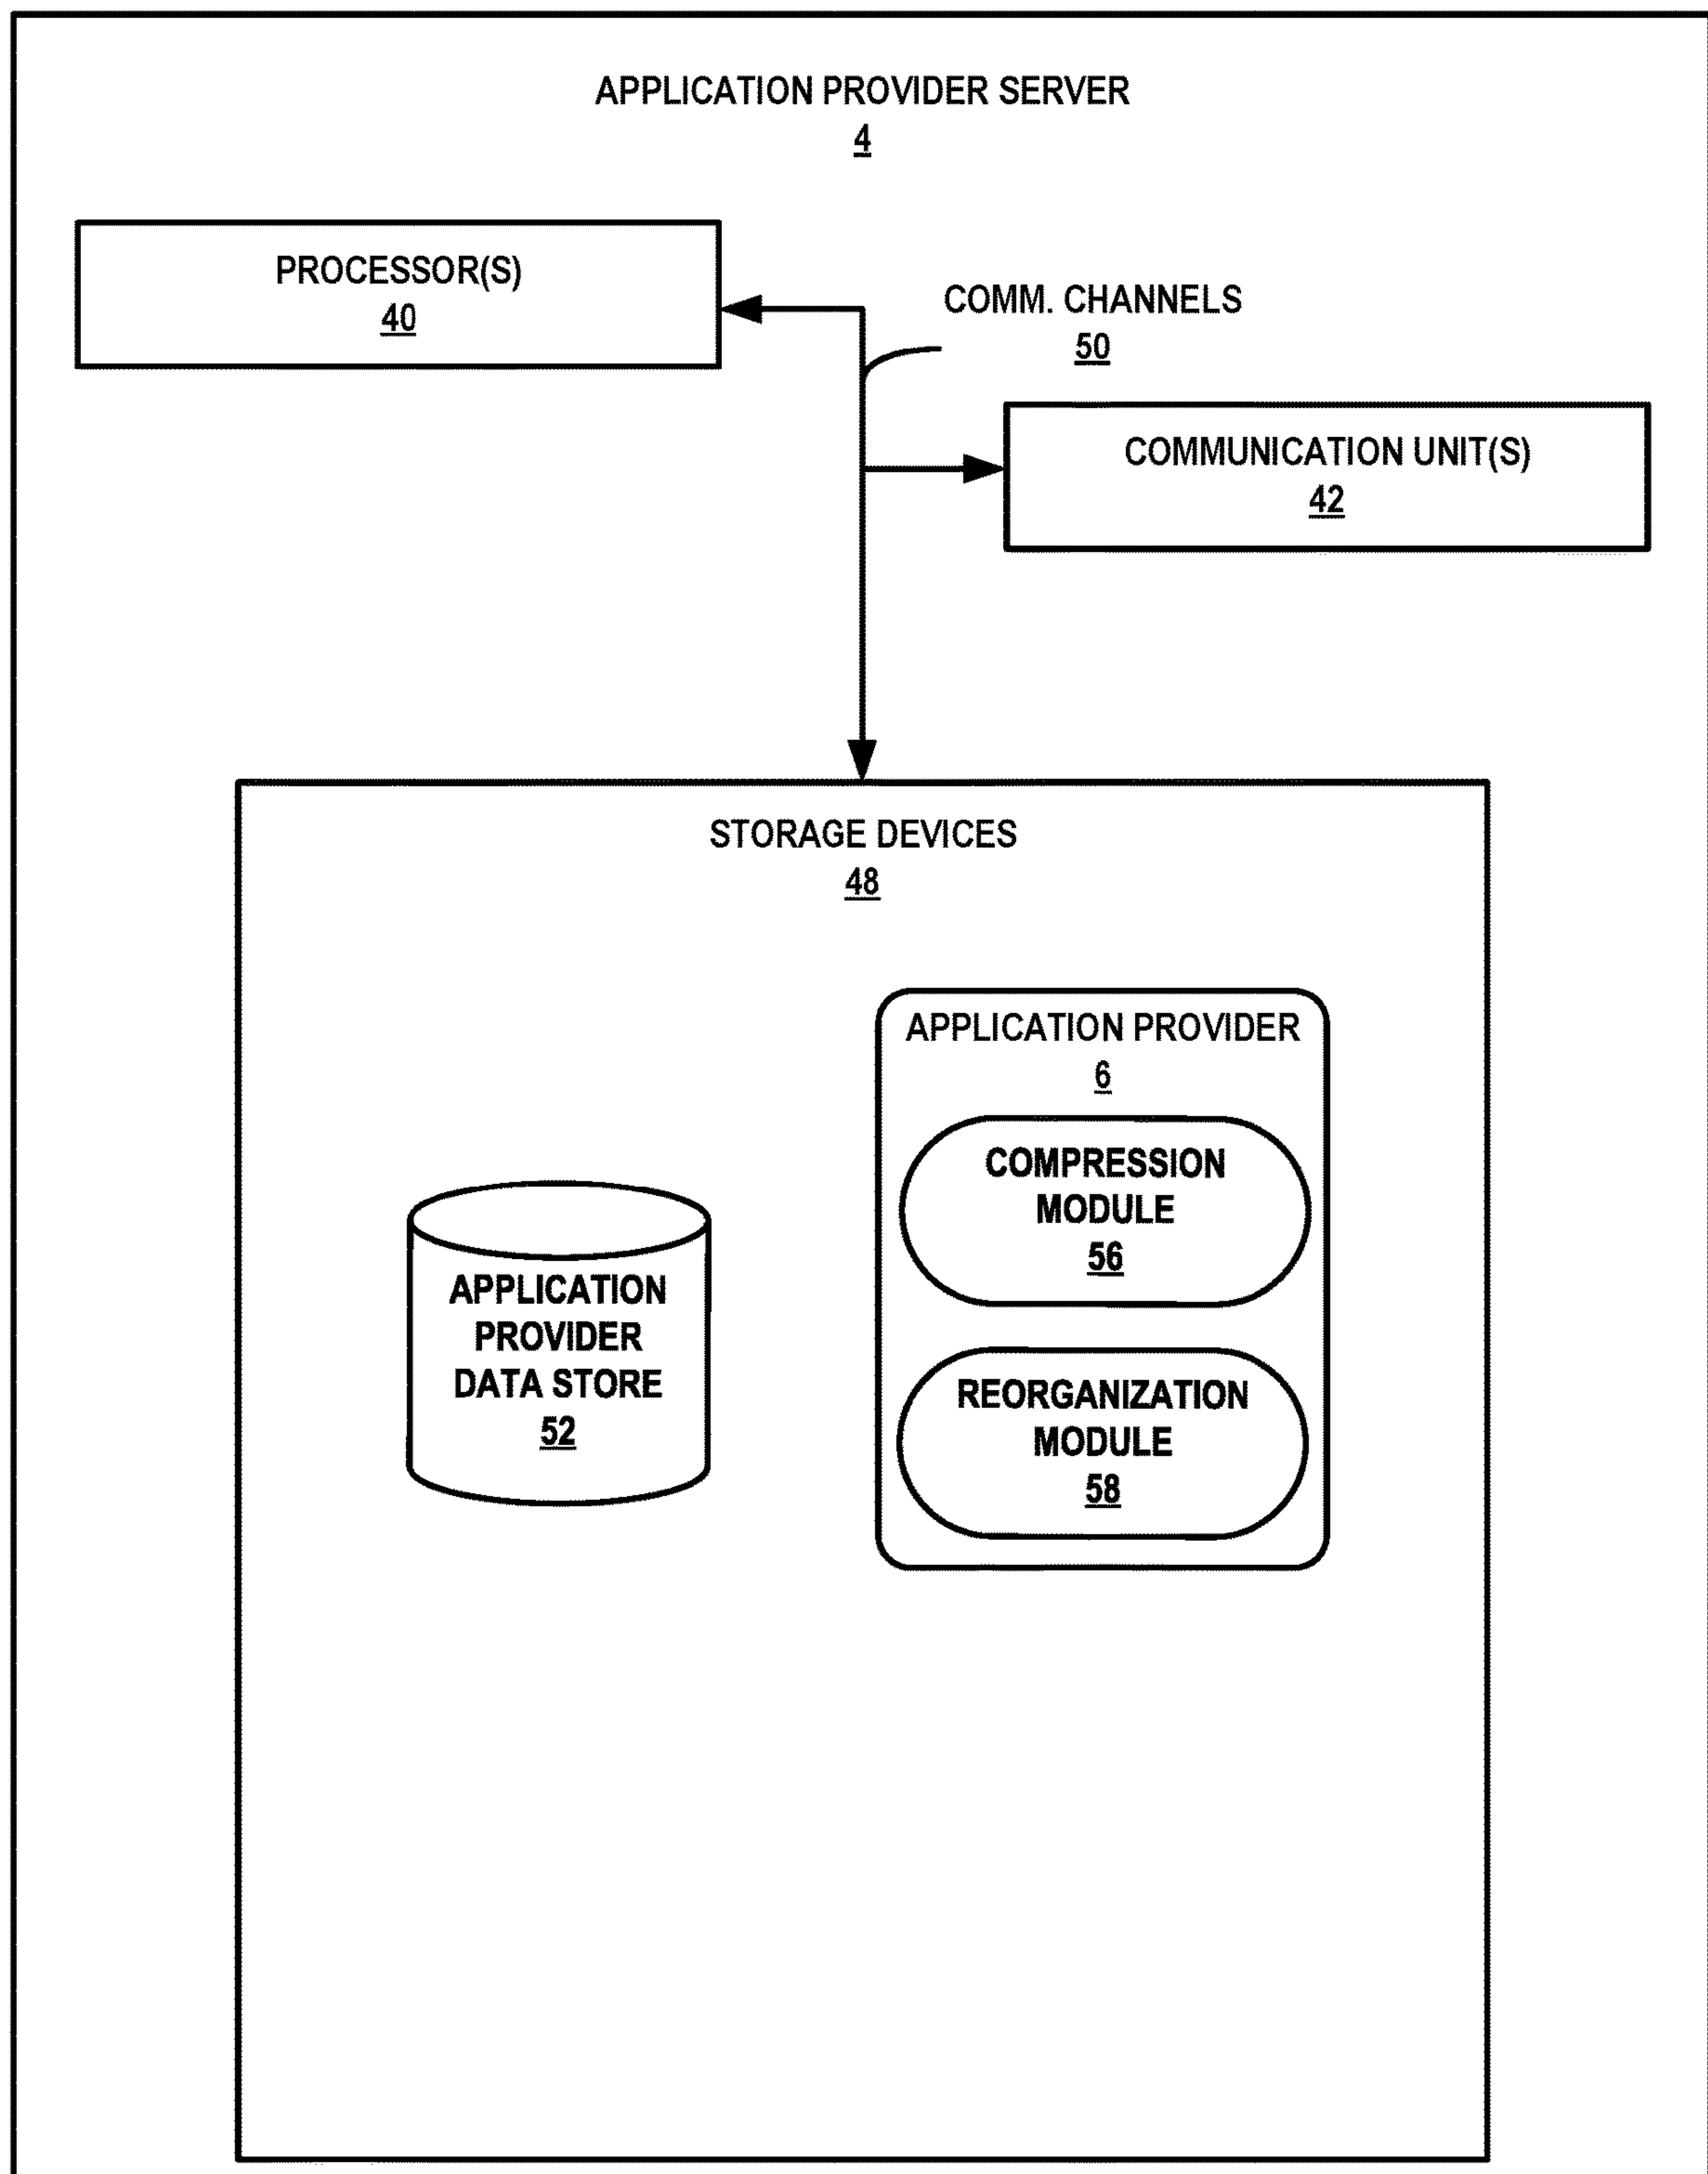 APPLICATION PROVIDER SERVER
4
PROCESSOR(S)
40
COMM. CHANNELS
50
COMMUNICATION UNIT(S)
42
STORAGE DEVICES
48
APPLICATION PROVIDER
6
COMPRESSION
MODULE
56
APPLICATION
PROVIDER
DATA STORE
52
REORGANIZATION
MODULE
58